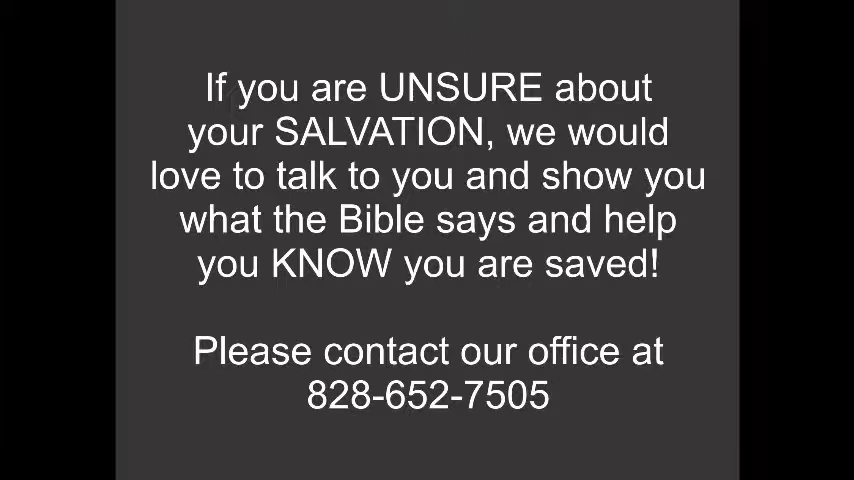 If you are UNSURE about
your SALVATION, we would
love to talk to you and show you
what the Bible says and help
you KNOW you are saved!
Please contact our office at
828-652-7505